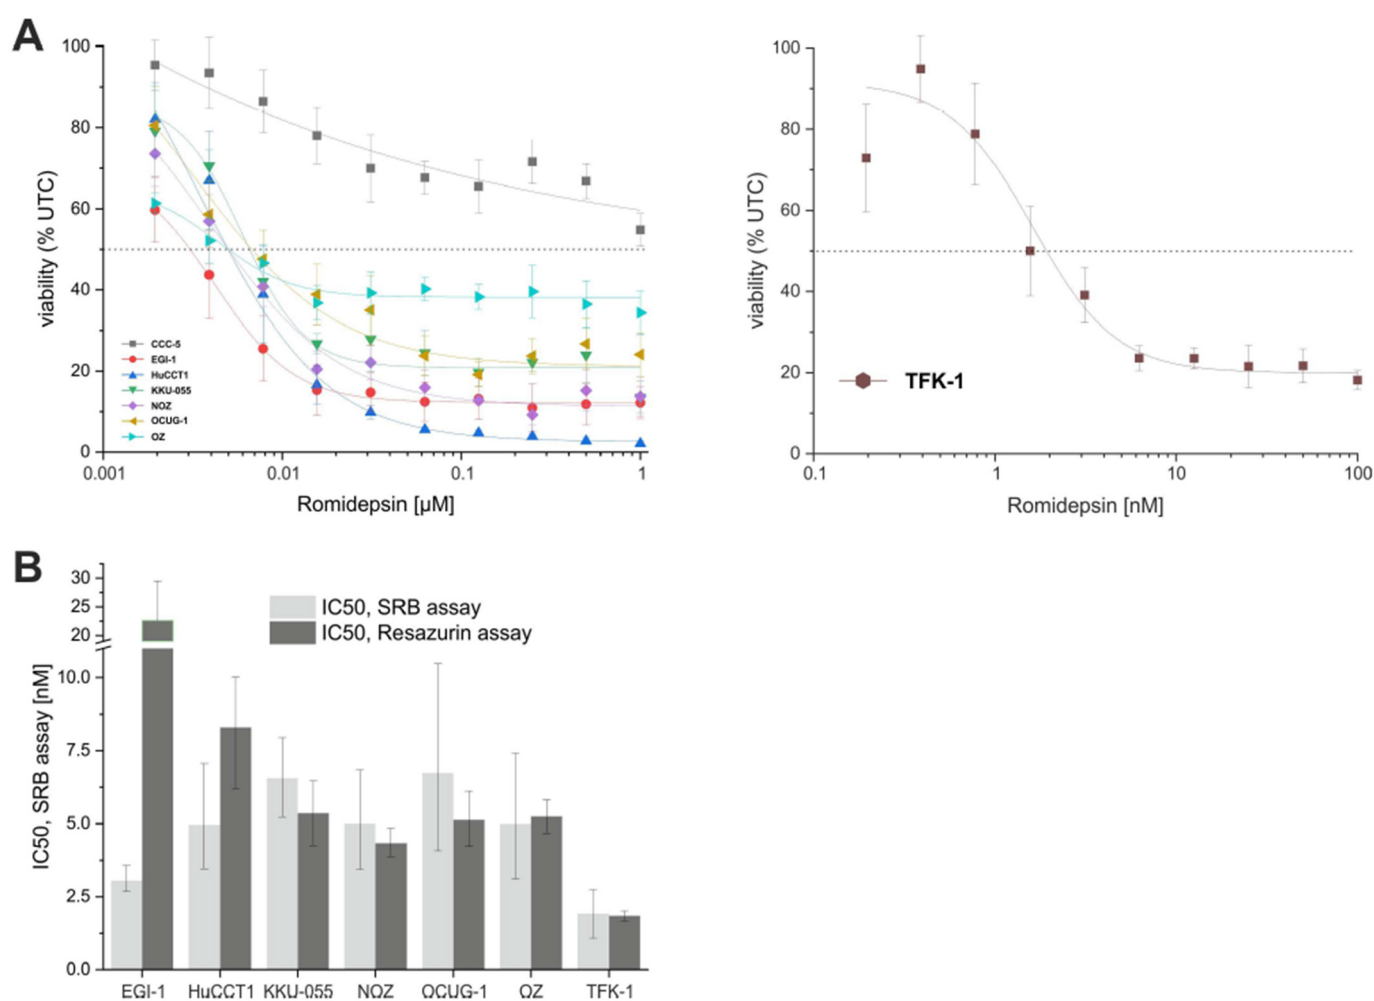 A
100
80
60
40
20
0
viability (% UTC)
CCC-5
EGI-1
HuCCT1
KKU-055
NOZ
OCUG-1
OZ
0.001 0.01 0.1 1
Romidepsin [µM]
100
80
60
40
20
0
viability (% UTC)
TFK-1
0.1 1 10 100
Romidepsin [nM]
B
30
25
20
10.0
7.5
5.0
2.5
0.0
IC50, SRB assay [nM]
IC50, SRB assay
IC50, Resazurin assay
EGI-1 HuCCT1 KKU-055 NOZ OCUG-1 OZ TFK-1